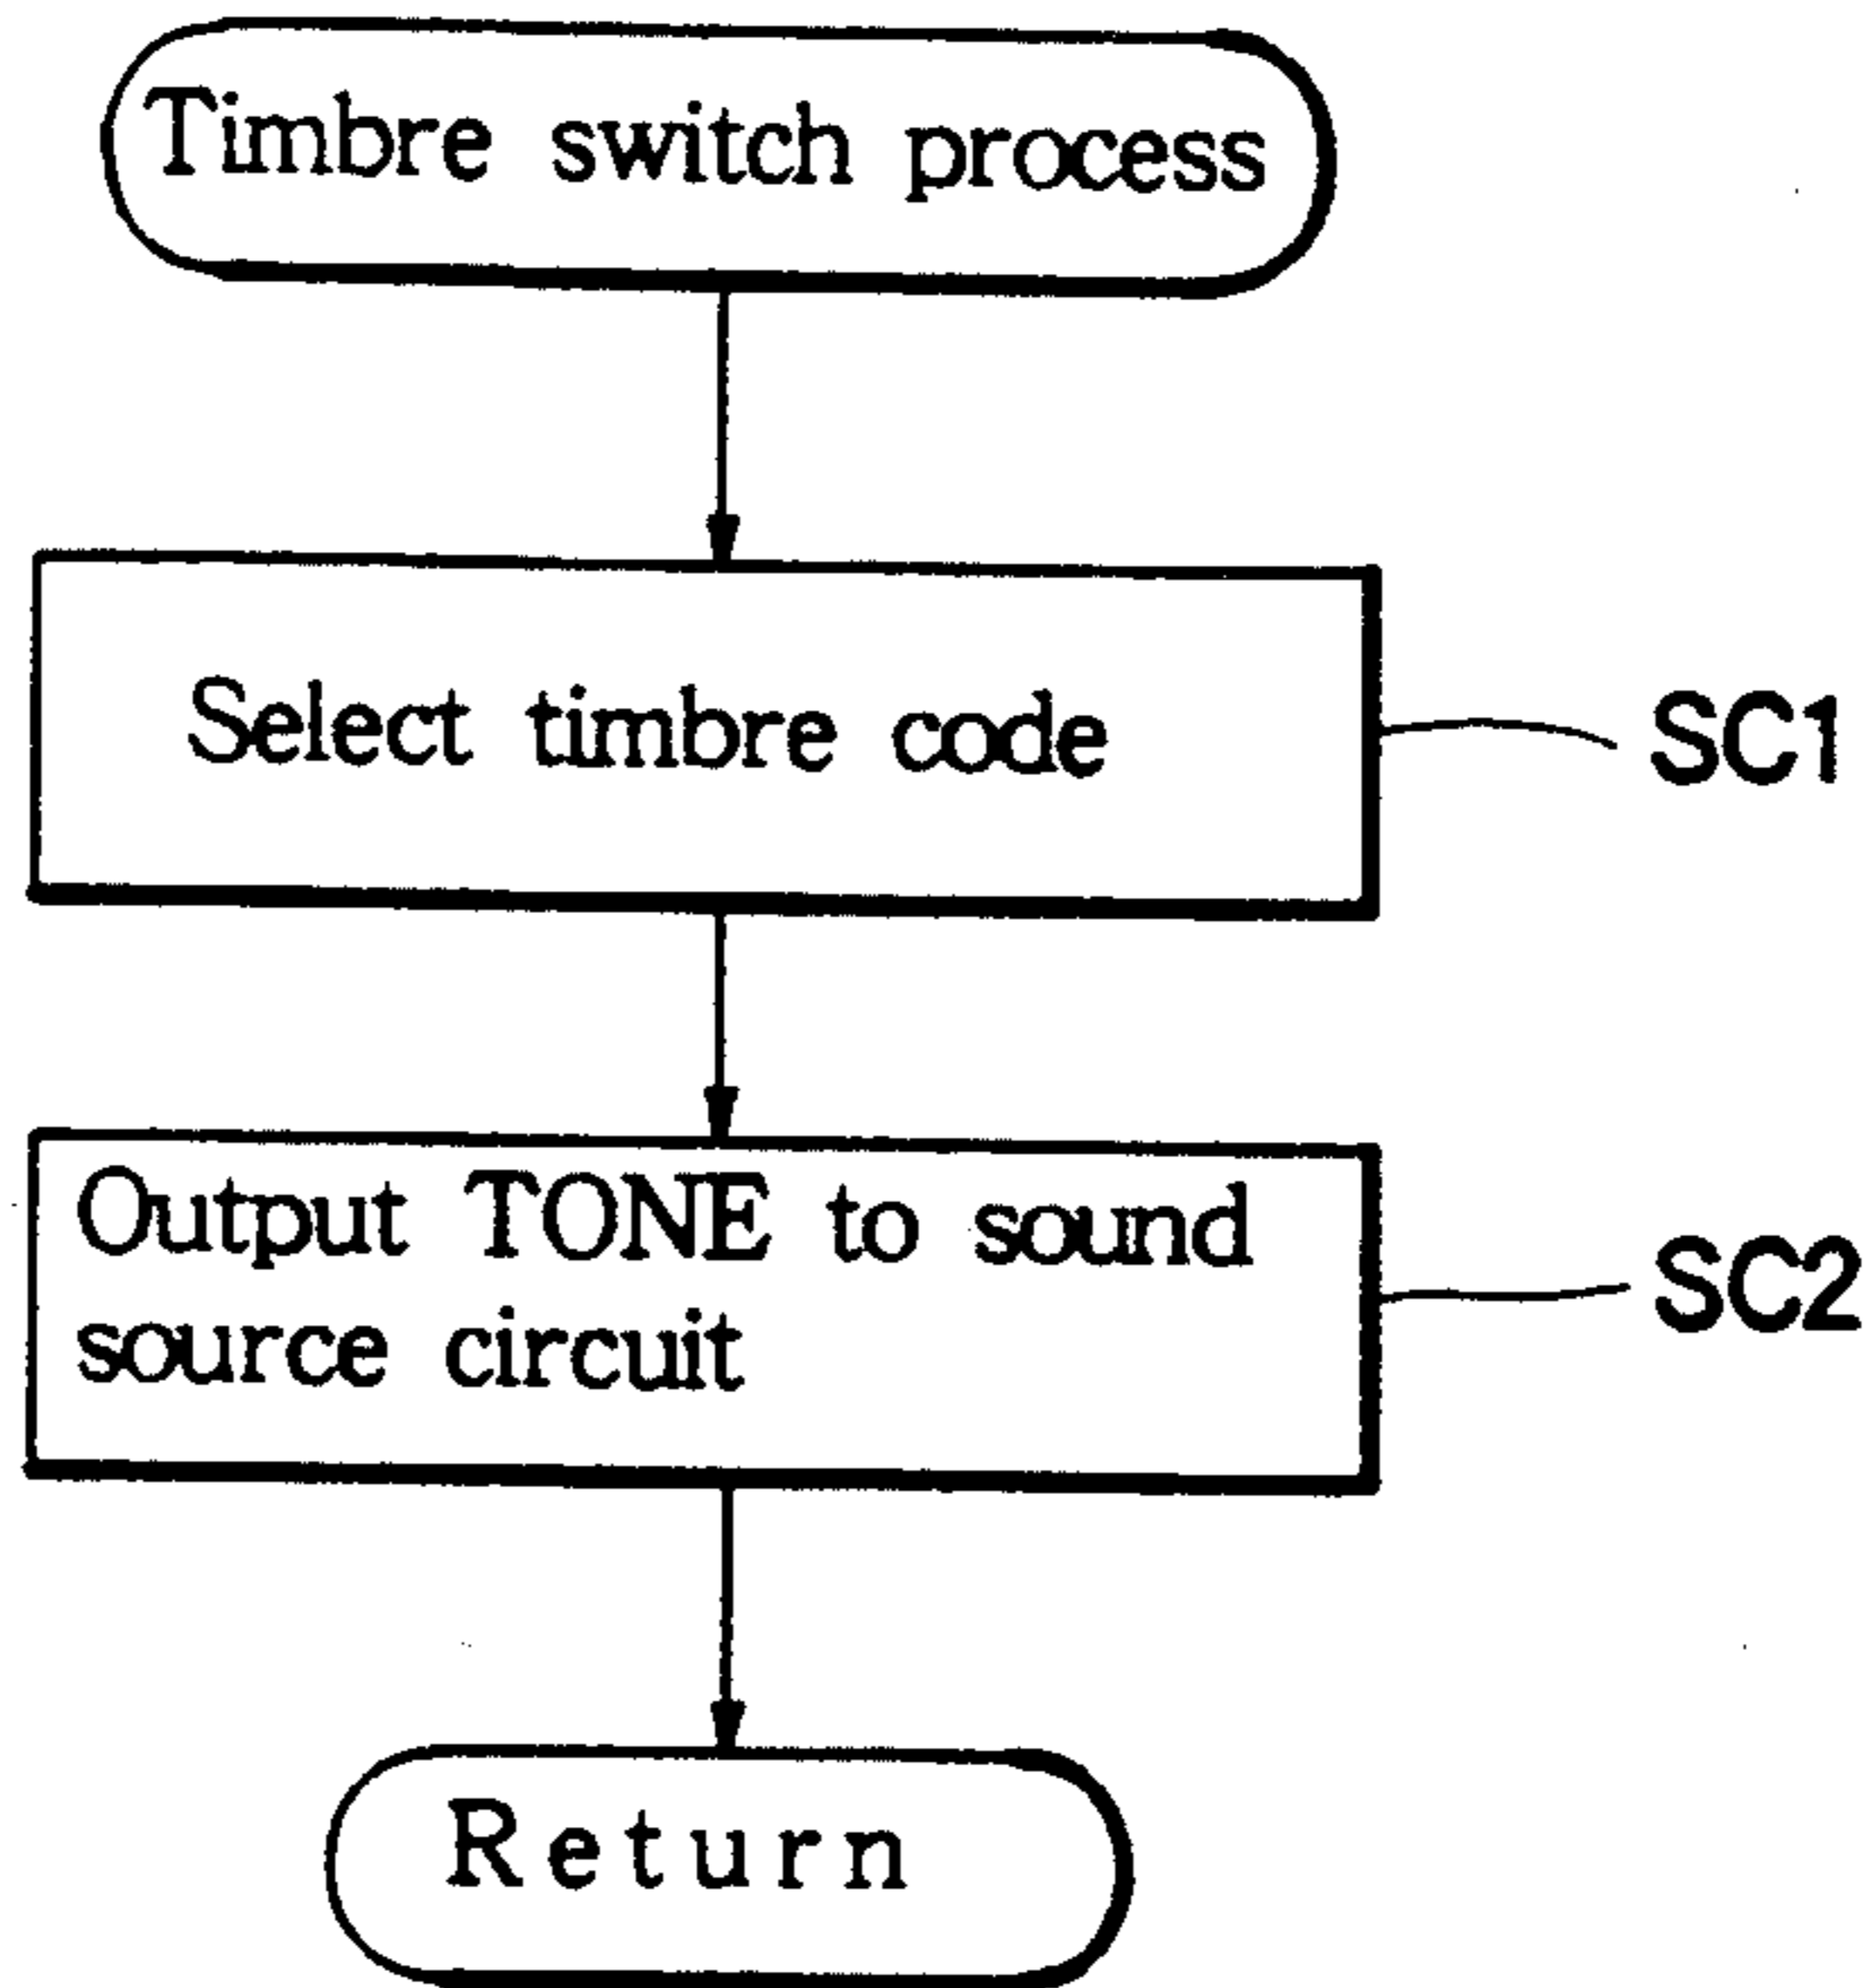 Timbre switch process
Select timbre code
SC1
Output TONE to sound
source circuit
SC2
Return